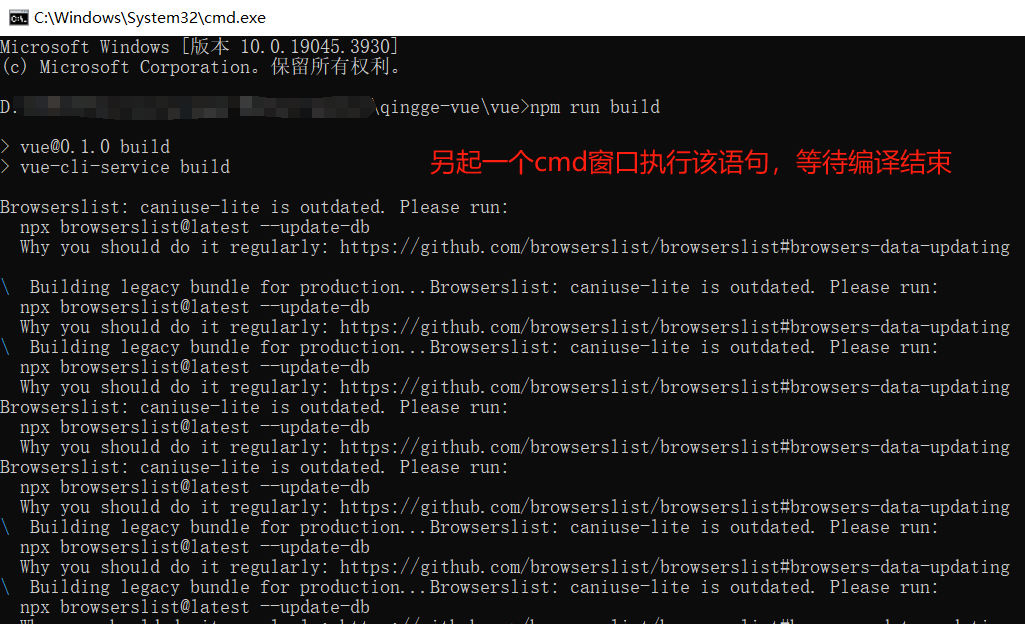 C:\Windows\System32\cmd.exe
Microsoft Windows [版本 10.0.19045.3930]
(c) Microsoft Corporation。保留所有权利。
D. \qingge-vue\vue>npm run build
> vue@0.1.0 build
> vue-cli-service build
另起一个cmd窗口执行该语句，等待编译结束
Browserslist: caniuse-lite is outdated. Please run:
npx browserslist@latest --update-db
Why you should do it regularly: https://github.com/browserslist/browserslist#browsers-data-updating
\ Building legacy bundle for production...Browserslist: caniuse-lite is outdated. Please run:
npx browserslist@latest --update-db
Why you should do it regularly: https://github.com/browserslist/browserslist#browsers-data-updating
\ Building legacy bundle for production...Browserslist: caniuse-lite is outdated. Please run:
npx browserslist@latest --update-db
Why you should do it regularly: https://github.com/browserslist/browserslist#browsers-data-updating
Browserslist: caniuse-lite is outdated. Please run:
npx browserslist@latest --update-db
Why you should do it regularly: https://github.com/browserslist/browserslist#browsers-data-updating
Browserslist: caniuse-lite is outdated. Please run:
npx browserslist@latest --update-db
Why you should do it regularly: https://github.com/browserslist/browserslist#browsers-data-updating
\ Building legacy bundle for production...Browserslist: caniuse-lite is outdated. Please run:
npx browserslist@latest --update-db
Why you should do it regularly: https://github.com/browserslist/browserslist#browsers-data-updating
\ Building legacy bundle for production...Browserslist: caniuse-lite is outdated. Please run:
npx browserslist@latest --update-db